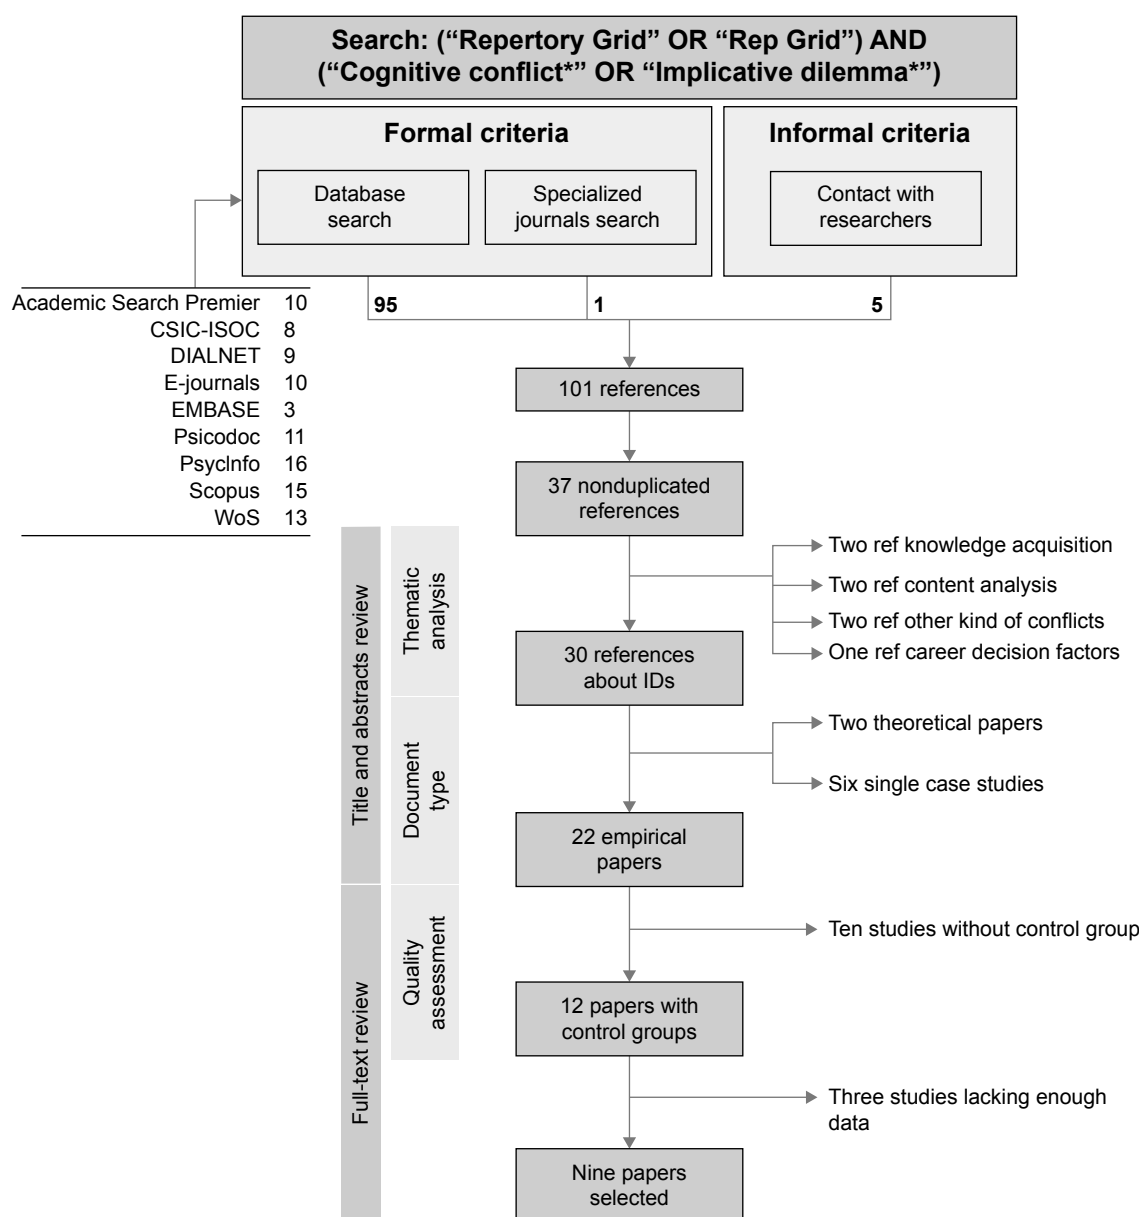 Search: (“Repertory Grid” OR “Rep Grid”) AND
(“Cognitive conflict*” OR “Implicative dilemma*”)
Formal criteria
Informal criteria
Database
search
Specialized
journals search
Contact with
researchers
95
1
5
Academic Search Premier 10
CSIC-ISOC 8
DIALNET 9
E-journals 10
EMBASE 3
Psicodoc 11
PsycInfo 16
Scopus 15
WoS 13
101 references
37 nonduplicated
references
Two ref knowledge acquisition
Two ref content analysis
Two ref other kind of conflicts
One ref career decision factors
Title and abstracts review
Thematic
analysis
30 references
about IDs
Two theoretical papers
Six single case studies
Document
type
22 empirical
papers
Ten studies without control group
Full-text review
Quality
assessment
12 papers with
control groups
Three studies lacking enough
data
Nine papers
selected